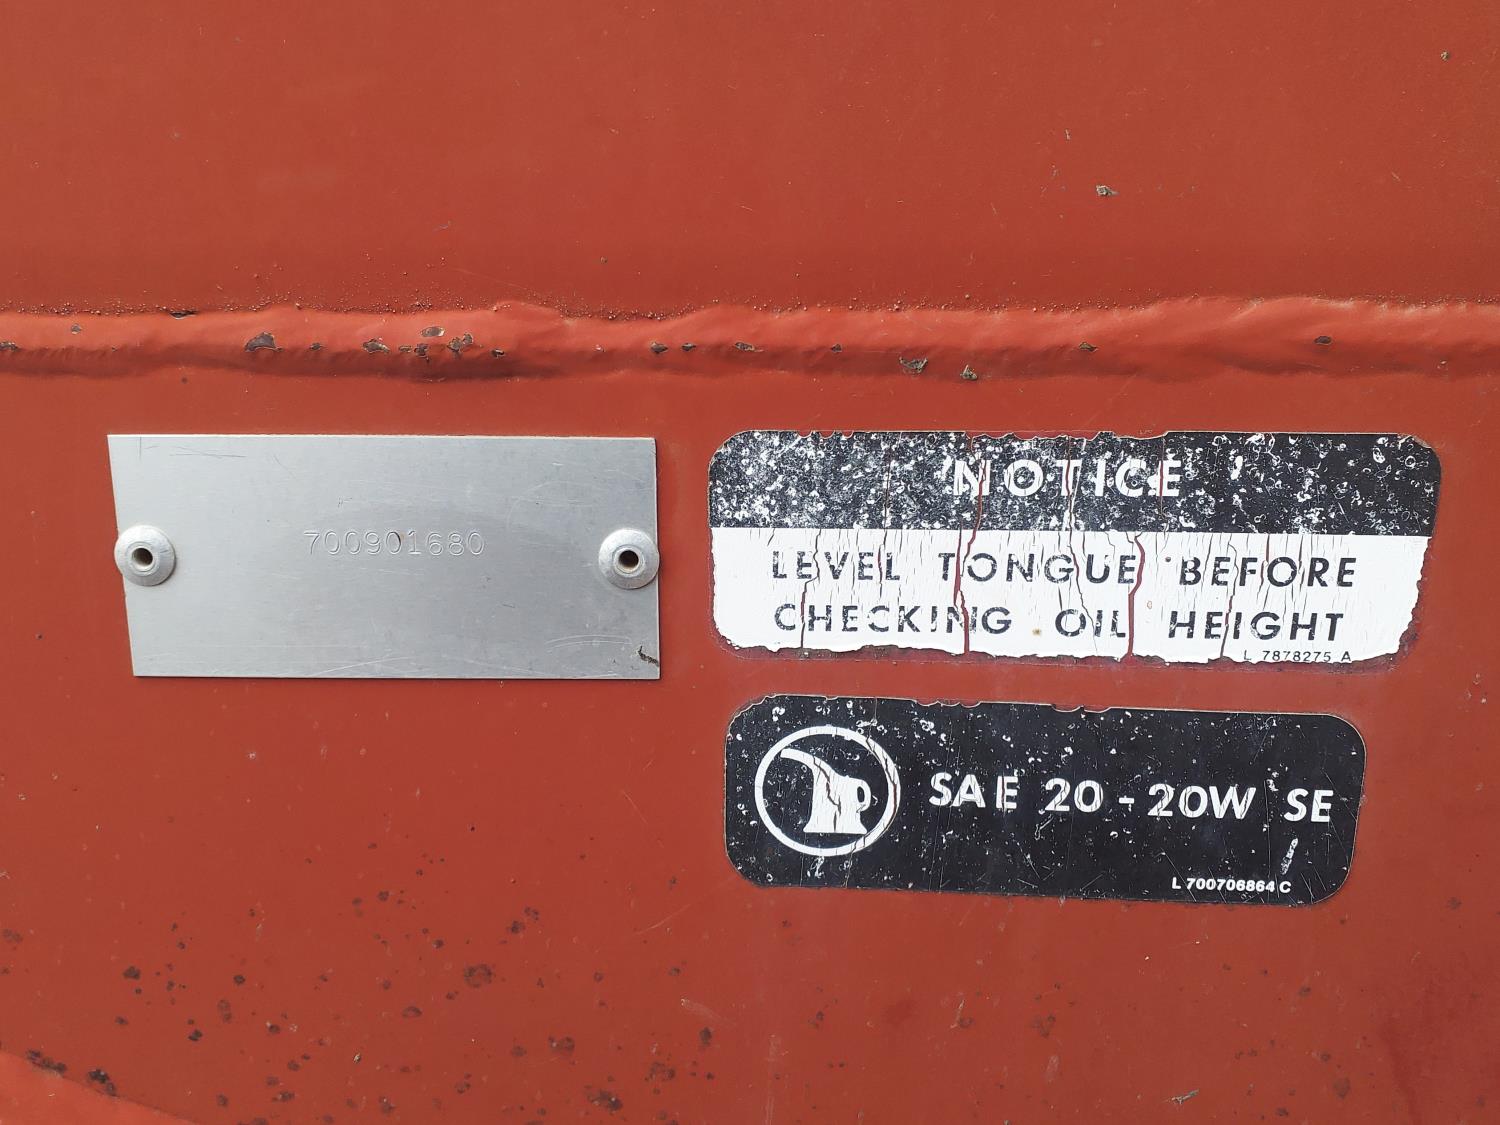 700901680
NOTICE
LEVEL TONGUE BEFORE
CHECKING OIL HEIGHT
L 7878275 A
SAE 20-20W SE
L 700706864 C